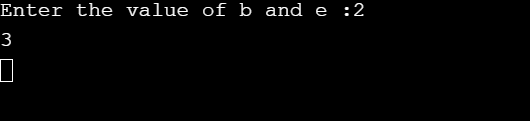 Enter the value of b and e :2
3